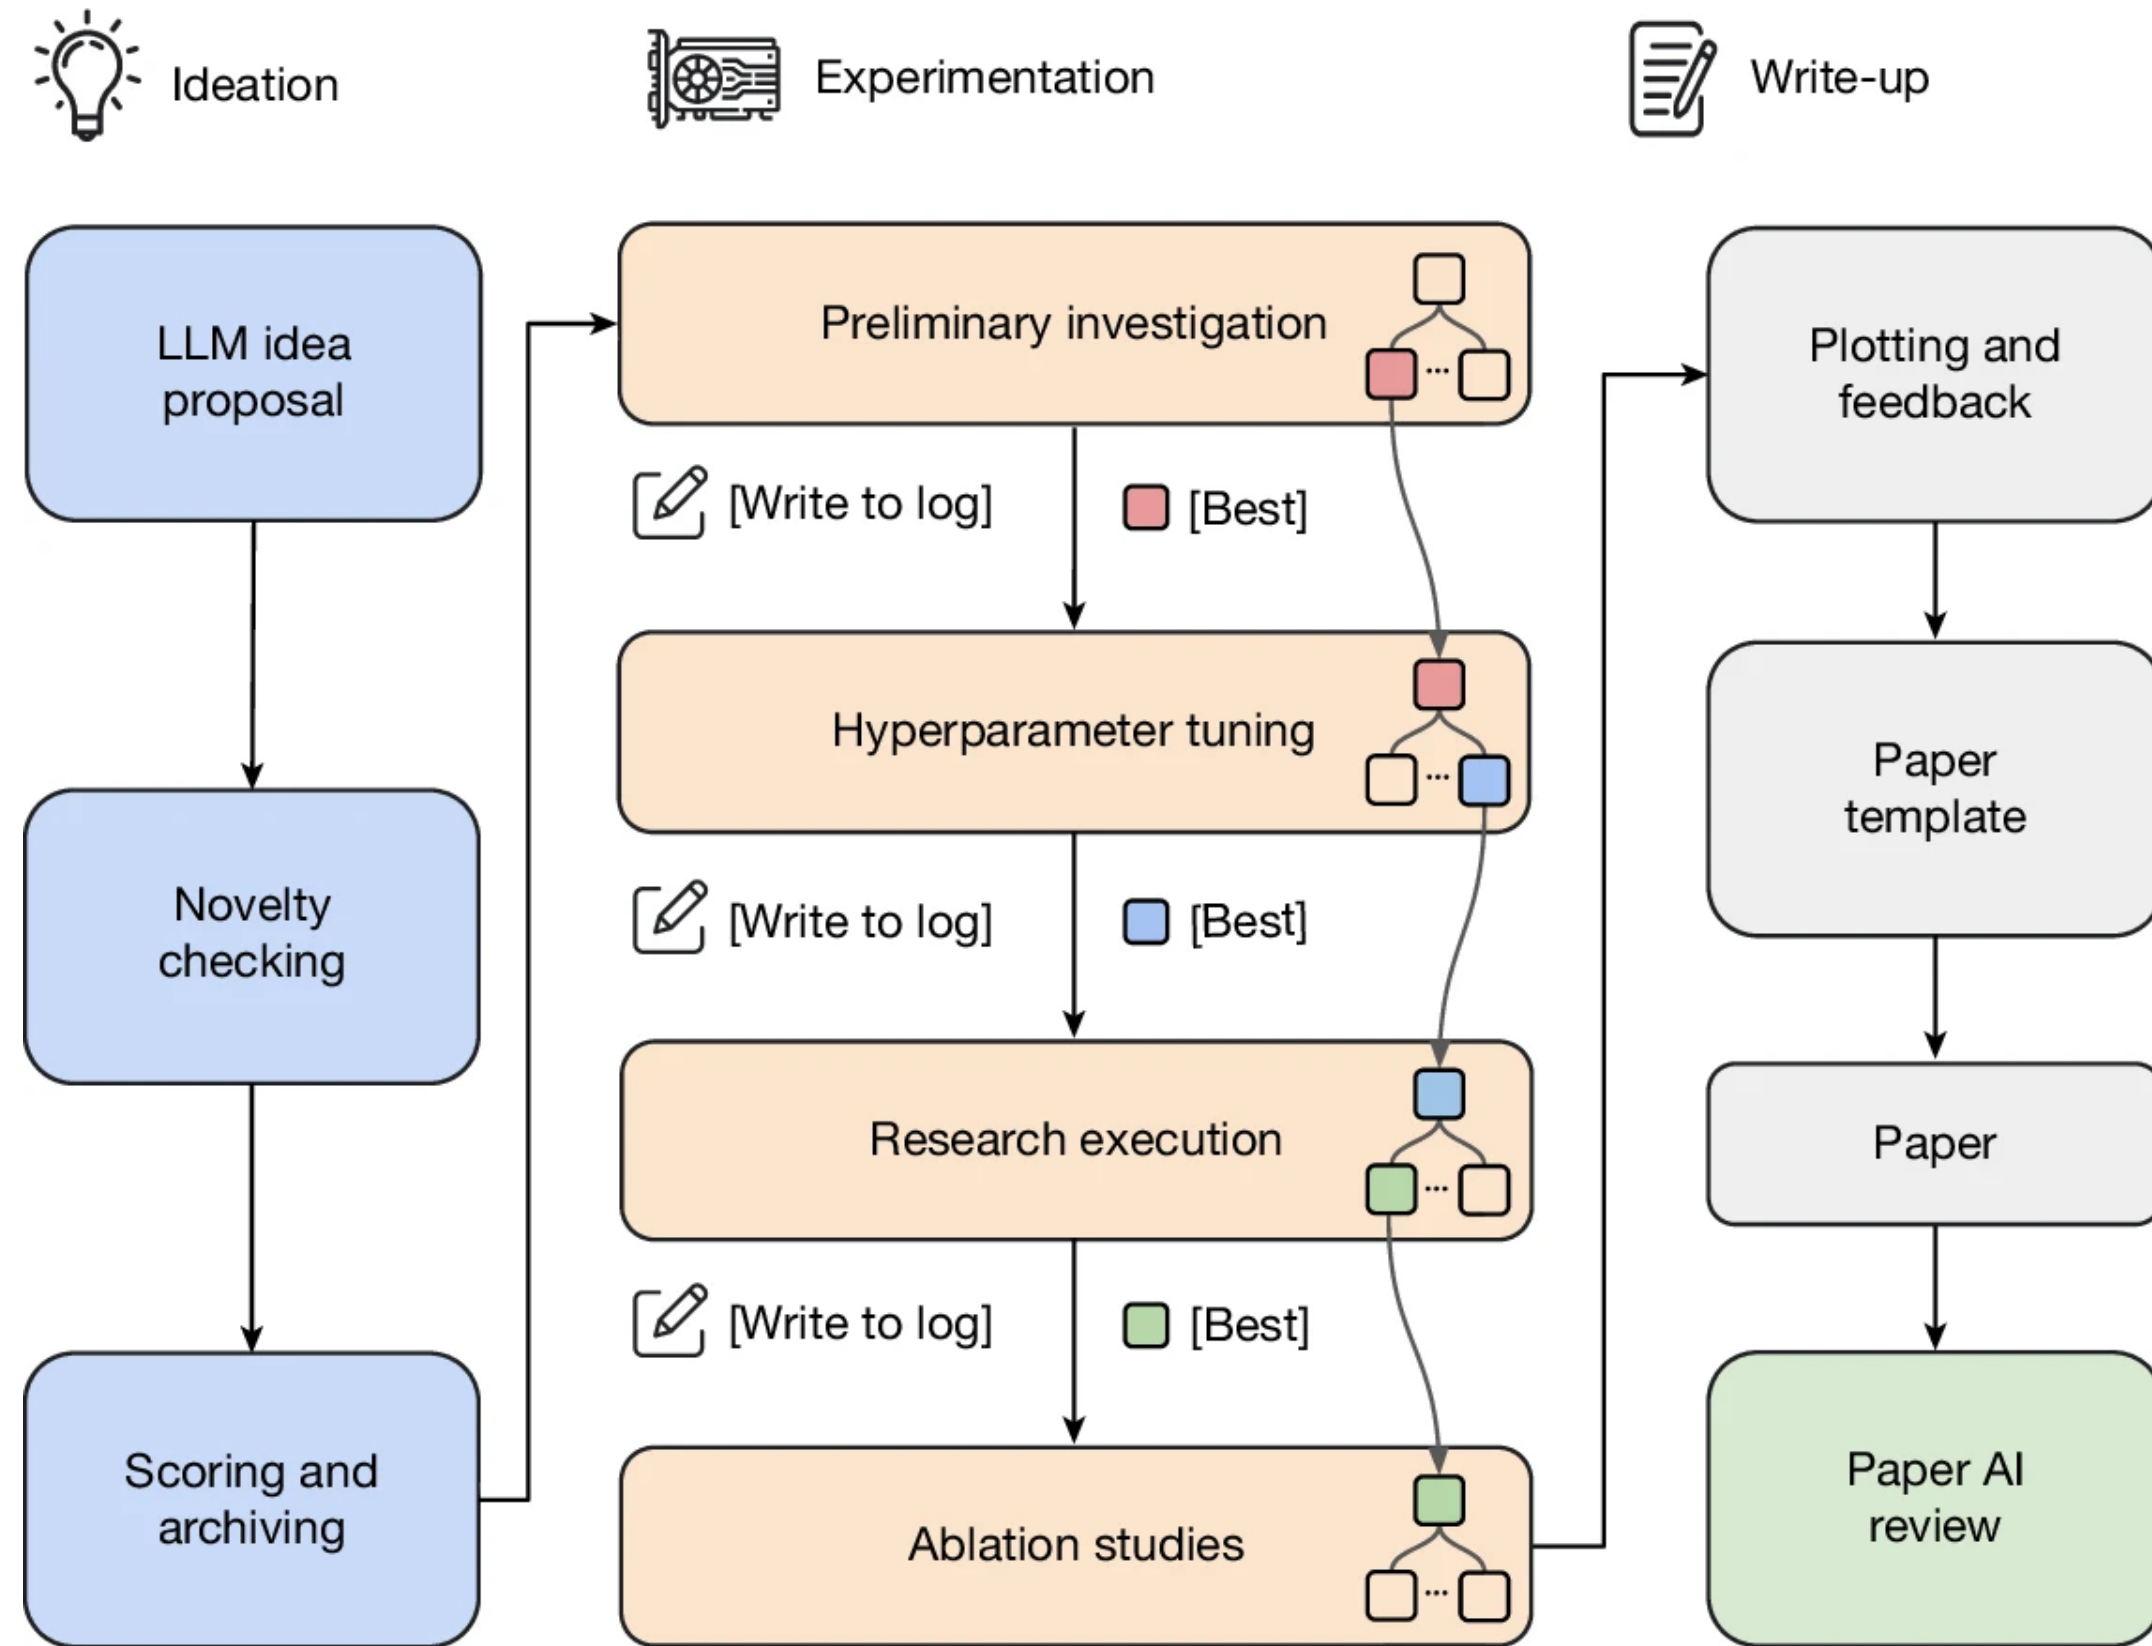 Ideation
LLM idea
proposal
Novelty
checking
Scoring and
archiving
Experimentation
Preliminary investigation
[Write to log]
[Best]
Hyperparameter tuning
[Write to log]
[Best]
Research execution
[Write to log]
[Best]
Ablation studies
Write-up
Plotting and
feedback
Paper
template
Paper
Paper AI
review